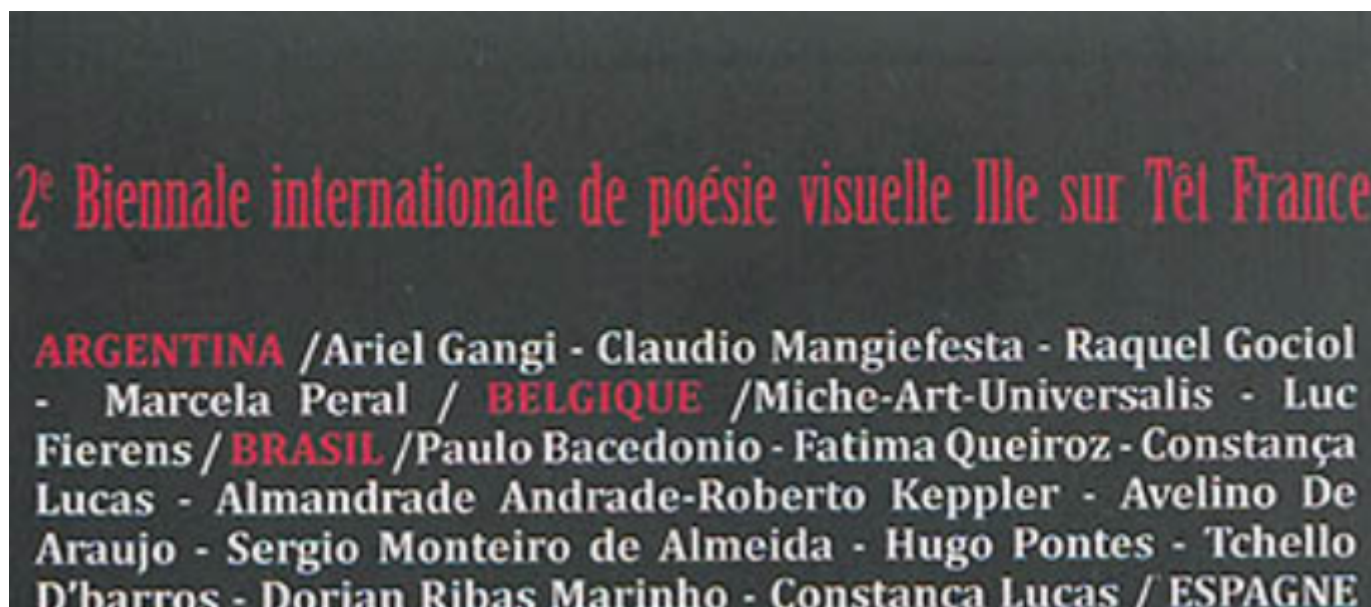 2e Biennale internationale de poésie visuelle Ille sur Têt France
ARGENTINA /Ariel Gangi - Claudio Mangiefesta - Raquel Gociol
- Marcela Peral / BELGIQUE /Miche-Art-Universalis - Luc
Fierens / BRASIL /Paulo Bacedonio - Fatima Queiroz - Constança
Lucas - Almandrade Andrade-Roberto Keppler - Avelino De
Araujo - Sergio Monteiro de Almeida - Hugo Pontes - Tchello
D'barros - Dorian Ribas Marinho - Constança Lucas / ESPAGNE